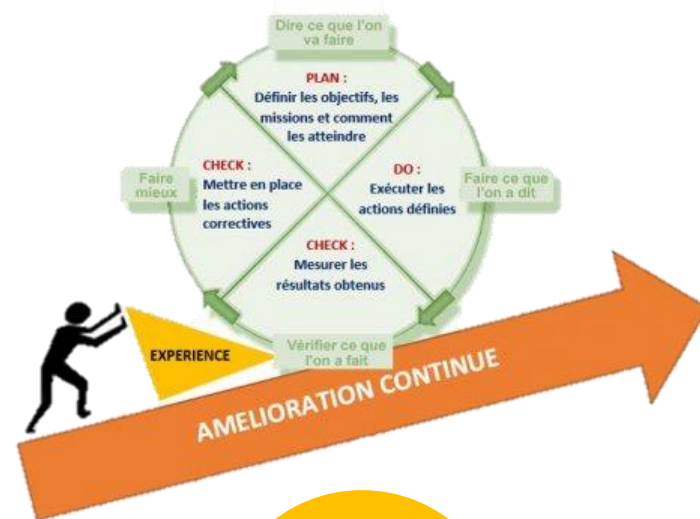 Dire ce que l'on
va faire
PLAN :
Définir les objectifs, les
missions et comment
les atteindre
CHECK :
Mettre en place
les actions
correctives
DO :
Exécuter les
actions définies
Faire
mieux
Faire ce que
l'on a dit
CHECK :
Mesurer les
résultats obtenus
Vérifier ce que
l'on a fait
EXPERIENCE
AMELIORATION CONTINUE